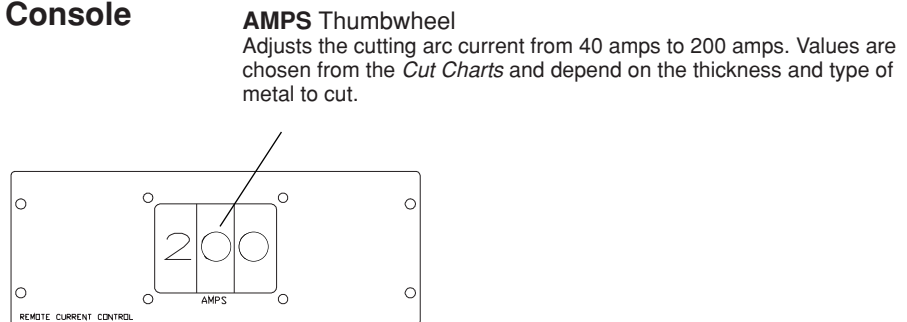 Console
AMPS Thumbwheel
Adjusts the cutting arc current from 40 amps to 200 amps. Values are
chosen from the Cut Charts and depend on the thickness and type of
metal to cut.
200
AMPS
REMOTE CURRENT CONTROL